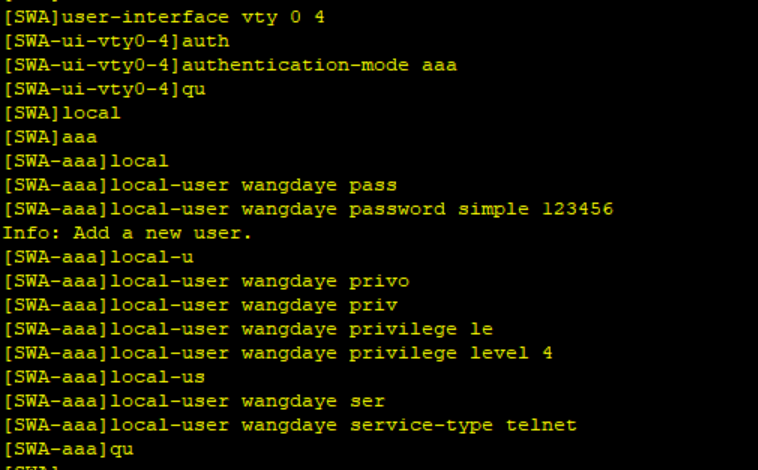 [SWA]user-interface vty 0 4
[SWA-ui-vty0-4]auth
[SWA-ui-vty0-4]authentication-mode aaa
[SWA-ui-vty0-4]qu
[SWA]local
[SWA]aaa
[SWA-aaa]local
[SWA-aaa]local-user wangdaye pass
[SWA-aaa]local-user wangdaye password simple 123456
Info: Add a new user.
[SWA-aaa]local-u
[SWA-aaa]local-user wangdaye privo
[SWA-aaa]local-user wangdaye priv
[SWA-aaa]local-user wangdaye privilege le
[SWA-aaa]local-user wangdaye privilege level 4
[SWA-aaa]local-us
[SWA-aaa]local-user wangdaye ser
[SWA-aaa]local-user wangdaye service-type telnet
[SWA-aaa]qu